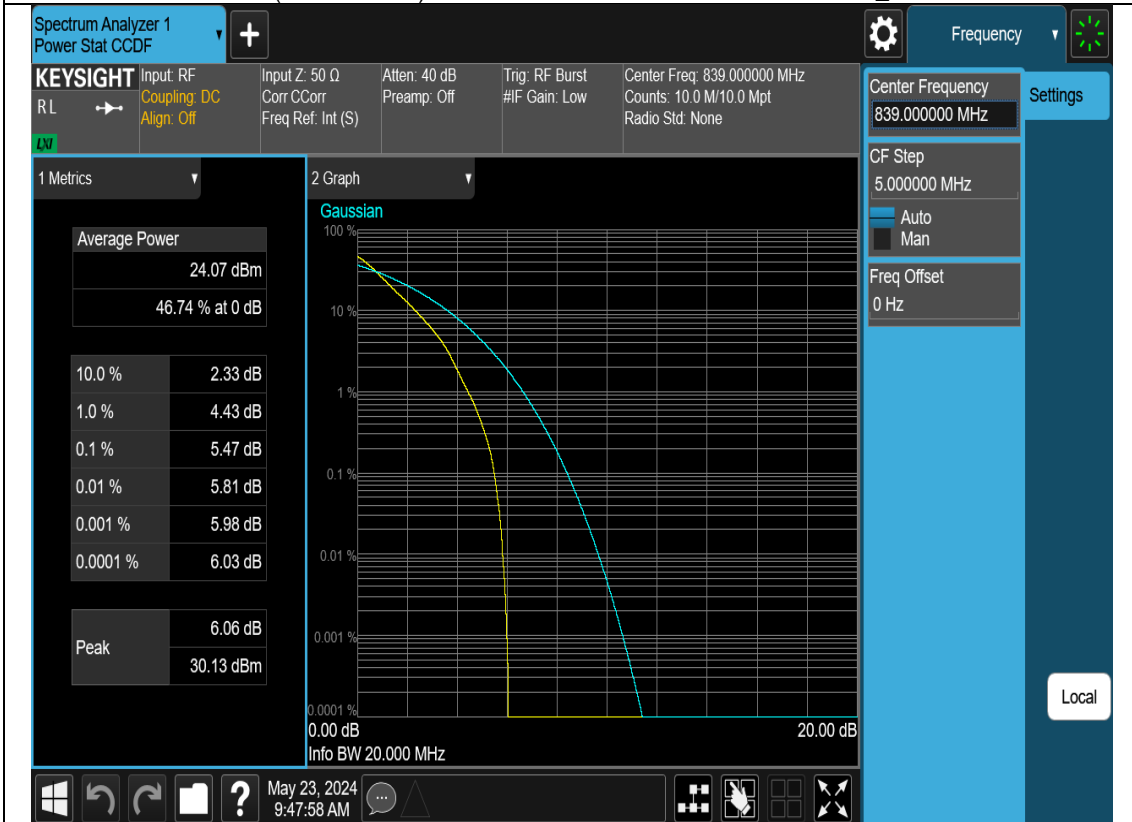 Spectrum Analyzer 1
Power Stat CCDF
Frequency
KEYSIGHT
RL
LXI
Input: RF
Coupling: DC
Align: Off
Input Z: 50 Ω
Corr CCorr
Freq Ref: Int (S)
Atten: 40 dB
Preamp: Off
Trig: RF Burst
#IF Gain: Low
Center Freq: 839.000000 MHz
Counts: 10.0 M/10.0 Mpt
Radio Std: None
Center Frequency
839.000000 MHz
Settings
CF Step
5.000000 MHz
Auto
Man
Freq Offset
0 Hz
Local
1 Metrics
Average Power
24.07 dBm
46.74 % at 0 dB
10.0 % 2.33 dB
1.0 % 4.43 dB
0.1 % 5.47 dB
0.01 % 5.81 dB
0.001 % 5.98 dB
0.0001 % 6.03 dB
Peak
6.06 dB
30.13 dBm
2 Graph
Gaussian
100 %
10 %
1 %
0.1 %
0.01 %
0.001 %
0.0001 %
0.00 dB 20.00 dB
Info BW 20.000 MHz
?
May 23, 2024
9:47:58 AM